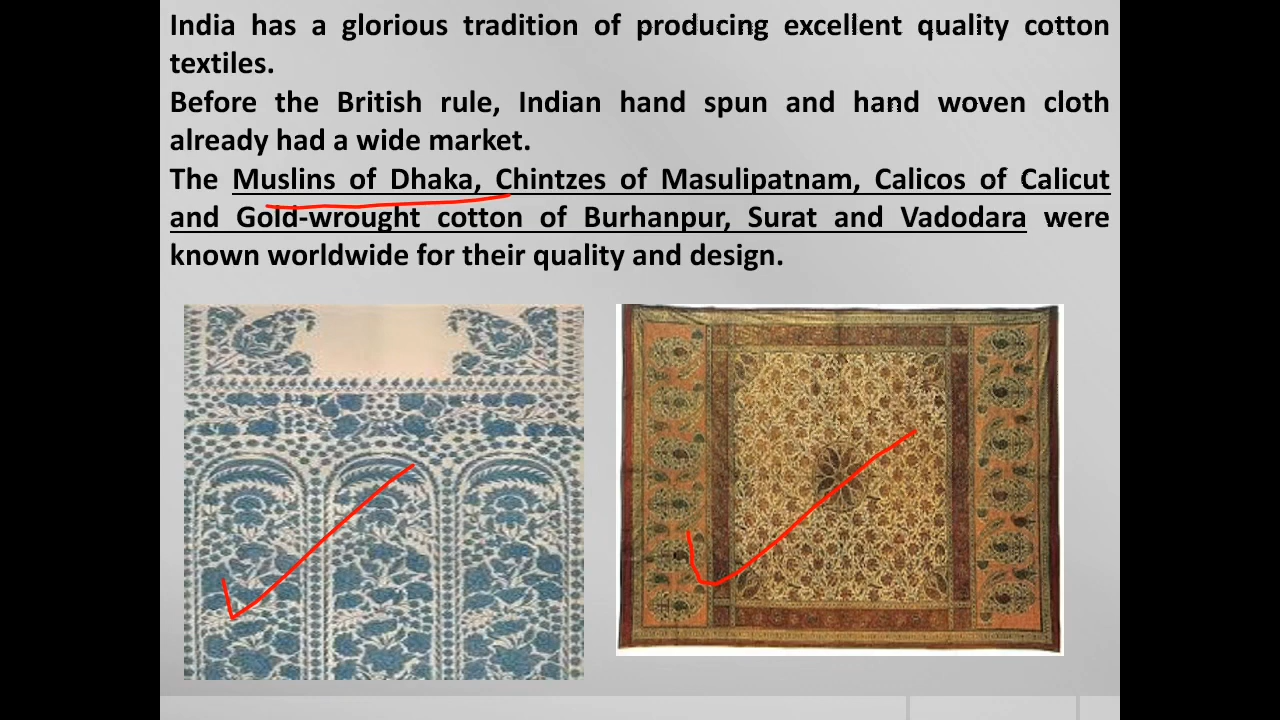 India has a glorious tradition of producing excellent quality cotton
textiles.
Before the British rule, Indian hand spun and hand woven cloth
already had a wide market.
The Muslins of Dhaka, Chintzes of Masulipatnam, Calicos of Calicut
and Gold-wrought cotton of Burhanpur, Surat and Vadodara were
known worldwide for their quality and design.